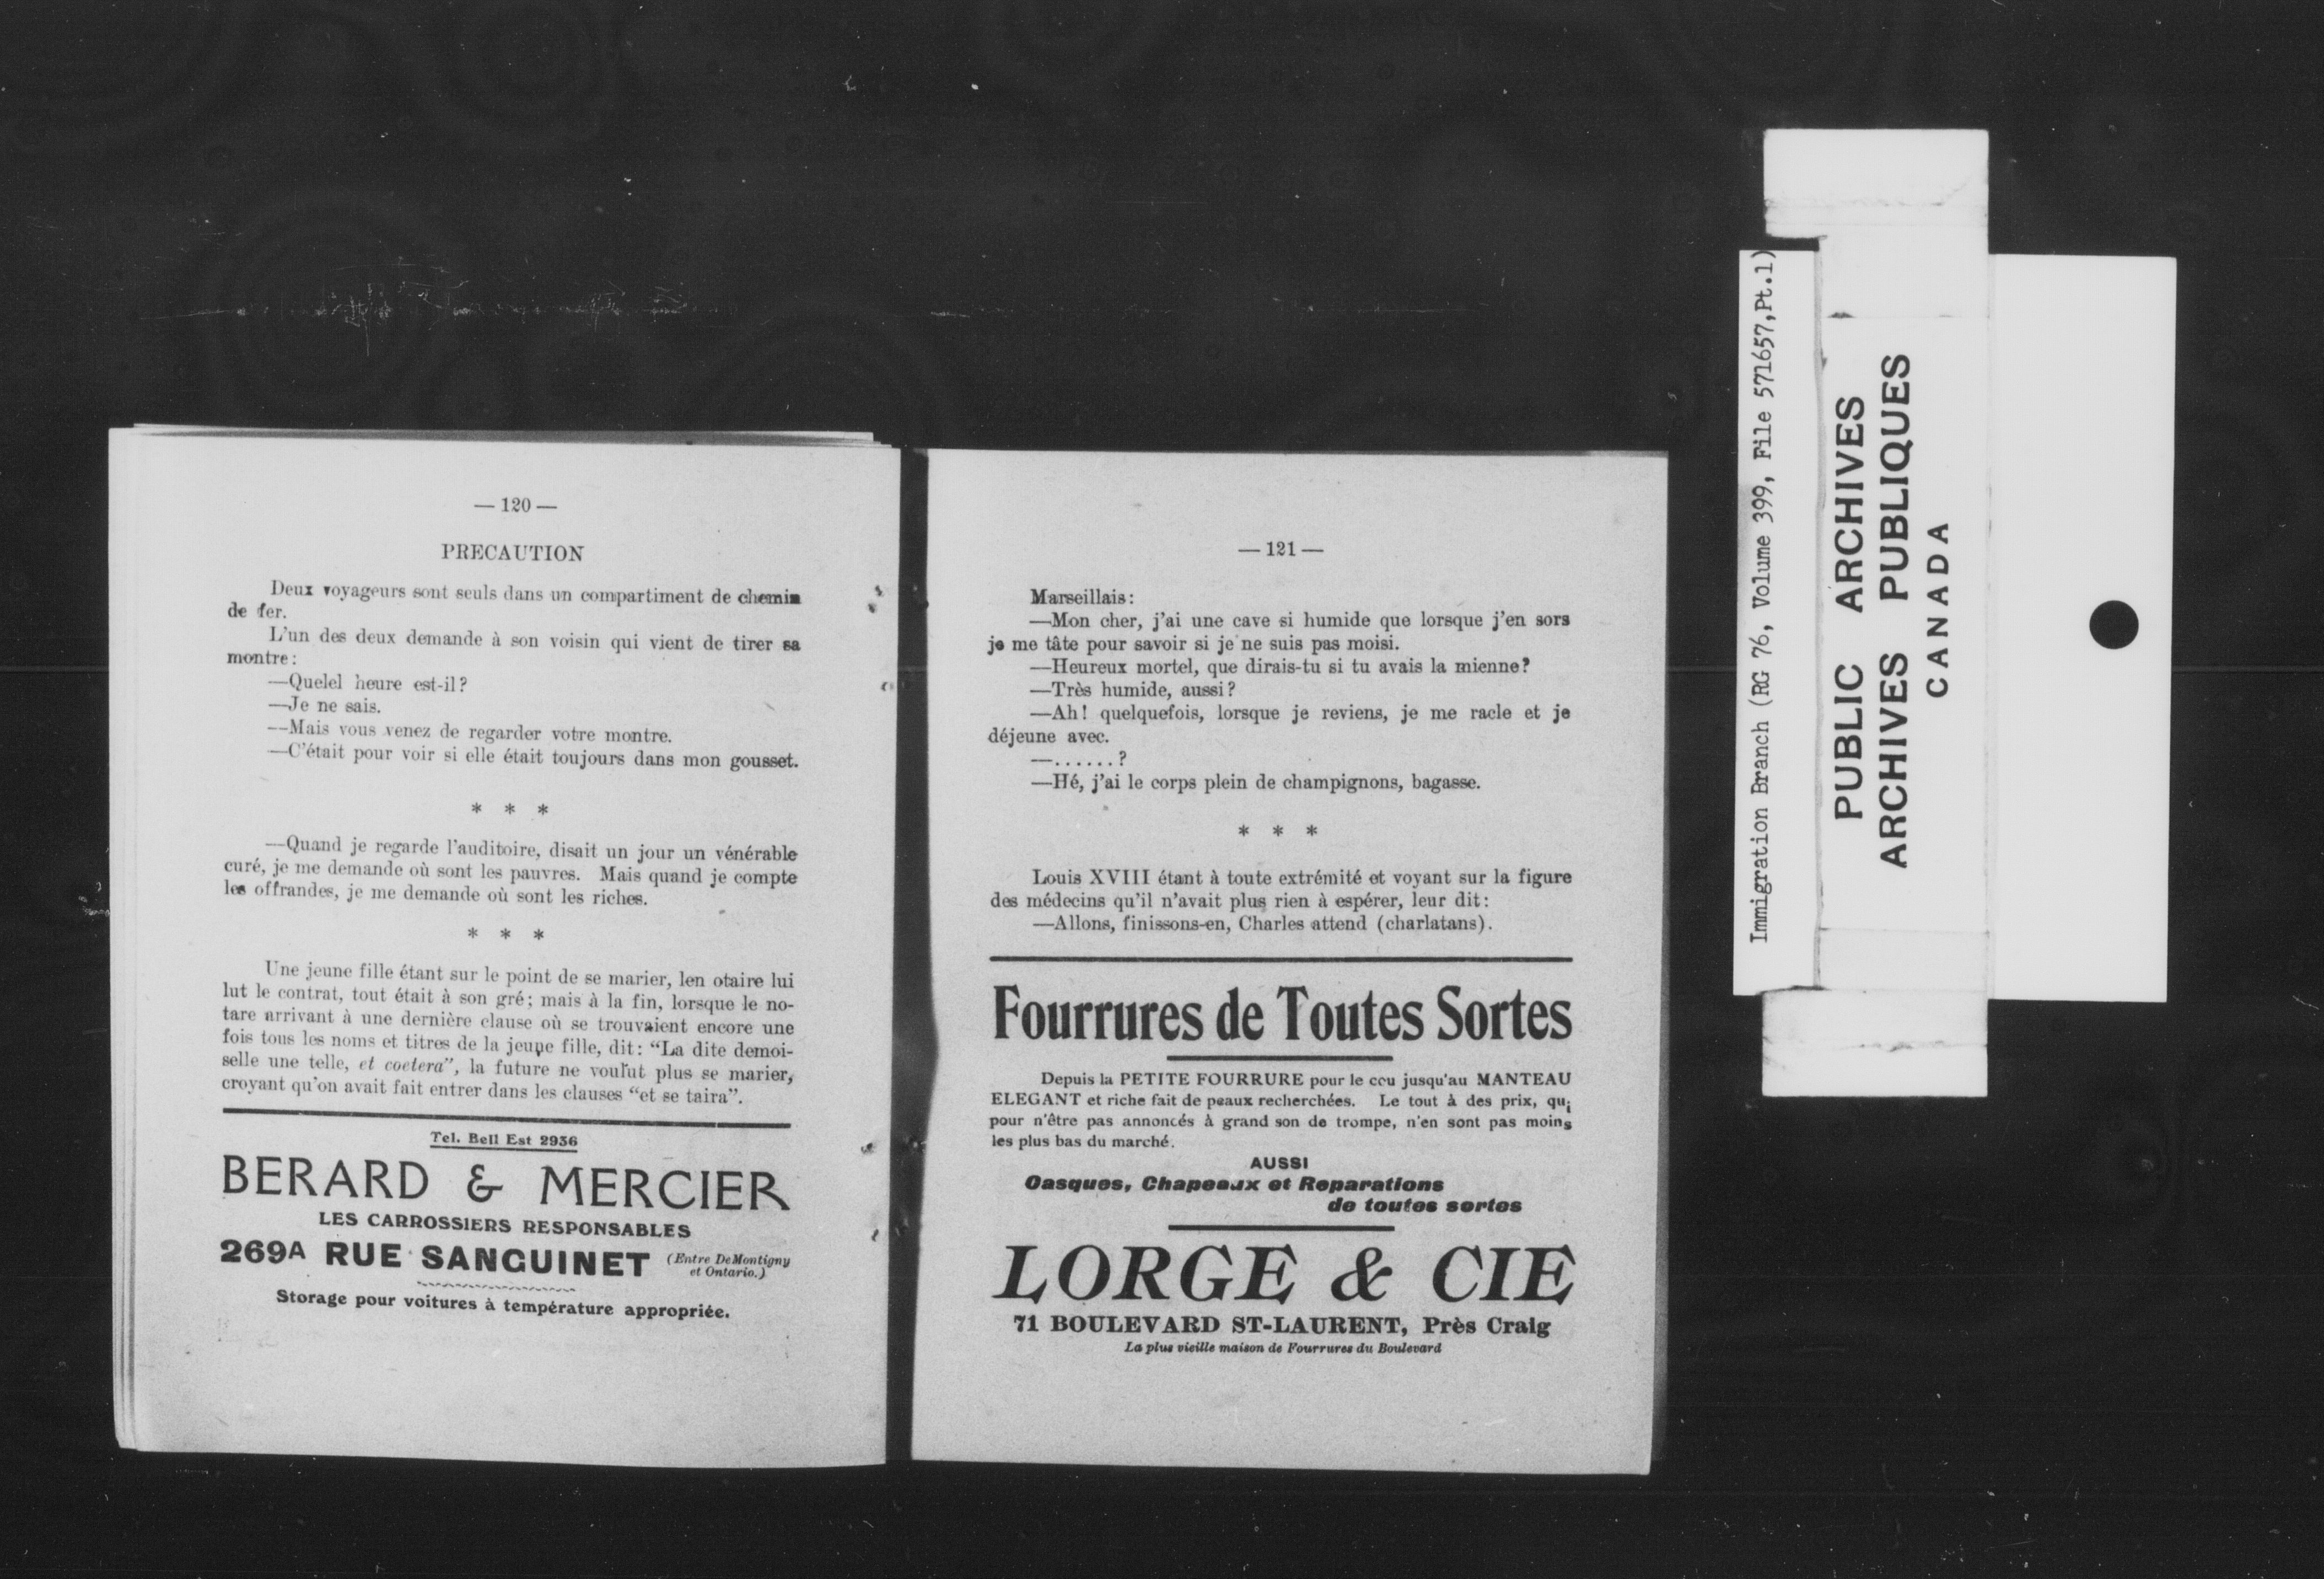 — 120 —
PRECAUTION
Deux voyageurs sont seuls dans un compartiment de chemin
de fer.
L'un des deux demande à son voisin qui vient de tirer sa
montre:
—Quelel heure est-il?
—Je ne sais.
—Mais vous venez de regarder votre montre.
—C'était pour voir si elle était toujours dans mon gousset.
* * *
—Quand je regarde l'auditoire, disait un jour un vénérable
curé, je me demande où sont les pauvres. Mais quand je compte
les offrandes, je me demande où sont les riches.
* * *
Une jeune fille étant sur le point de se marier, len otaire lui
lut le contrat, tout était à son gré; mais à la fin, lorsque le no-
tare arrivant à une dernière clause où se trouvaient encore une
fois tous les noms et titres de la jeune fille, dit: “La dite demoi-
selle une telle, et coetera”, la future ne voulut plus se marier,
croyant qu'on avait fait entrer dans les clauses “et se taira”.
Tel. Bell Est 2936
BERARD & MERCIER
LES CARROSSIERS RESPONSABLES
269A RUE SANGUINET (Entre DeMontigny
et Ontario.)
Storage pour voitures à température appropriée.
— 121 —
Marseillais:
—Mon cher, j'ai une cave si humide que lorsque j'en sors
je me tâte pour savoir si je ne suis pas moisi.
—Heureux mortel, que dirais-tu si tu avais la mienne?
—Très humide, aussi?
—Ah! quelquefois, lorsque je reviens, je me racle et je
déjeune avec.
—......?
—Hé, j'ai le corps plein de champignons, bagasse.
* * *
Louis XVIII étant à toute extrémité et voyant sur la figure
des médecins qu'il n'avait plus rien à espérer, leur dit:
—Allons, finissons-en, Charles attend (charlatans).
Fourrures de Toutes Sortes
Depuis la PETITE FOURRURE pour le cou jusqu'au MANTEAU
ELEGANT et riche fait de peaux recherchées. Le tout à des prix, qui
pour n'être pas annoncés à grand son de trompe, n'en sont pas moins
les plus bas du marché.
AUSSI
Casques, Chapeaux et Reparations
de toutes sortes
LORGE & CIE
71 BOULEVARD ST-LAURENT, Près Craig
La plus vieille maison de Fourrures du Boulevard
Immigration Branch (RG 76, Volume 399, File 571657,Pt.1)
PUBLIC ARCHIVES
ARCHIVES PUBLIQUES
CANADA